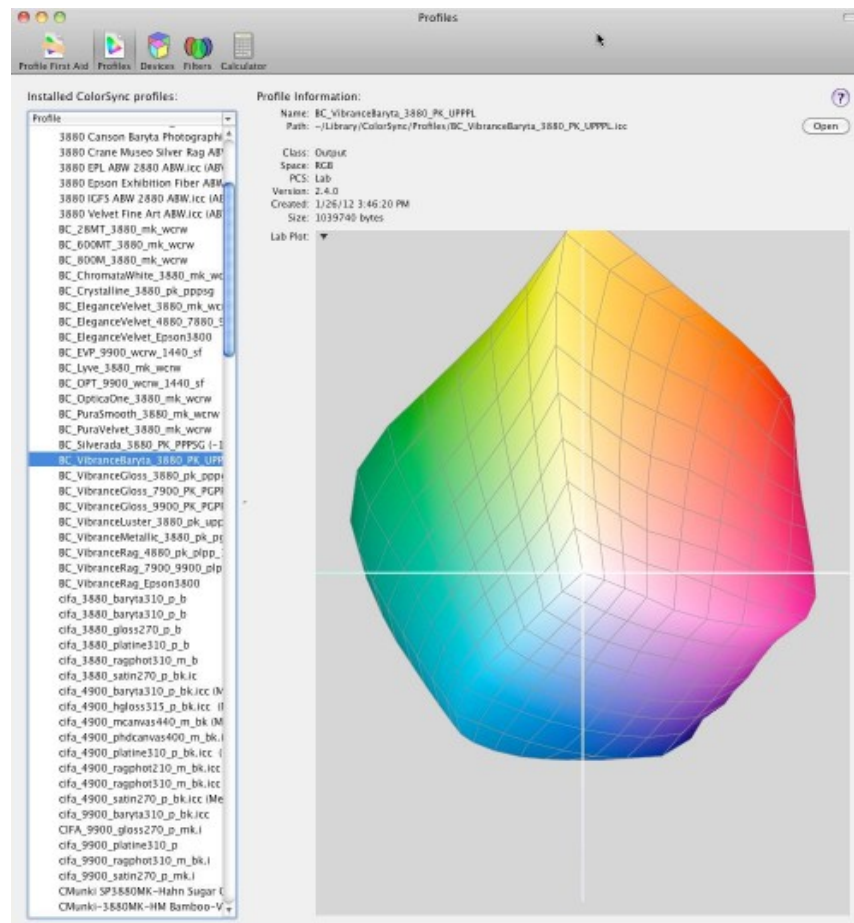 Profiles
Profile First Aid Profiles Devices Filters Calculator
Installed ColorSync profiles:
Profile
3880 Canson Baryta Photographi
3880 Crane Museo Silver Rag AB
3880 EPL ABW 2880 ABW.icc (AB
3880 Epson Exhibition Fiber ABW
3880 IGFS ABW 2880 ABW.icc (AB
3880 Velvet Fine Art ABW.icc (AB
BC_28MT_3880_mk_wcrw
BC_600MT_3880_mk_wcrw
BC_800M_3880_mk_wcrw
BC_ChromataWhite_3880_mk_wc
BC_Crystalline_3880_pk_pppsg
BC_EleganceVelvet_3880_mk_wc
BC_EleganceVelvet_4880_7880_9
BC_EleganceVelvet_Epson3800
BC_EVP_9900_wcrw_1440_sf
BC_Lyve_3880_mk_wcrw
BC_OPT_9900_wcrw_1440_sf
BC_OpticaOne_3880_mk_wcrw
BC_PuraSmooth_3880_mk_wcrw
BC_PuraVelvet_3880_mk_wcrw
BC_Silverada_3880_PK_PPPSG (-1
BC_VibranceBaryta_3880_PK_UPP
BC_VibranceGloss_3880_pk_ppp
BC_VibranceGloss_7900_PK_PGP
BC_VibranceGloss_9900_PK_PGP
BC_VibranceLuster_3880_pk_upp
BC_VibranceMetallic_3880_pk_pg
BC_VibranceRag_4880_pk_plpp_
BC_VibranceRag_7900_9900_plp
BC_VibranceRag_Epson3800
cifa_3880_baryta310_p_b
cifa_3880_baryta310_p_b
cifa_3880_gloss270_p_b
cifa_3880_platine310_p_b
cifa_3880_ragphot310_m_b
cifa_3880_satin270_p_bk.ic
cifa_4900_baryta310_p_bk.icc (M
cifa_4900_hgloss315_p_bk.icc (
cifa_4900_mcanvas440_m_bk (M
cifa_4900_phdcanvas400_m_bk.i
cifa_4900_platine310_p_bk.icc (
cifa_4900_ragphot210_m_bk.icc
cifa_4900_ragphot310_m_bk.icc
cifa_4900_satin270_p_bk.icc (Me
cifa_9900_baryta310_p_bk.icc
CIFA_9900_gloss270_p_mk.i
cifa_9900_platine310_p
cifa_9900_ragphot310_m_bk.i
cifa_9900_satin270_p_mk.i
CMunki SP3880MK-Hahn Sugar C
CMunki-3880MK-HM Bamboo-V
Profile Information:
?
Name: BC_VibranceBaryta_3880_PK_UPPPL
Path: ~/Library/ColorSync/Profiles/BC_VibranceBaryta_3880_PK_UPPPL.icc
Open
Class: Output
Space: RGB
PCS: Lab
Version: 2.4.0
Created: 1/26/12 3:46:20 PM
Size: 1039740 bytes
Lab Plot: